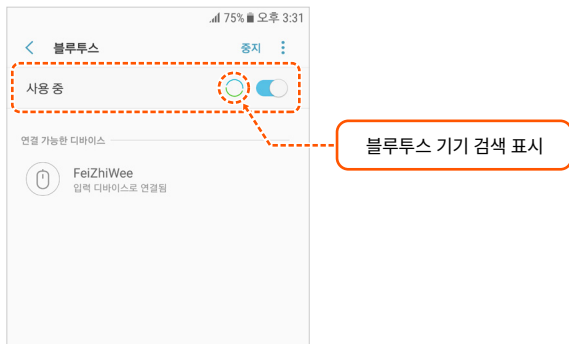 75% 오후 3:31
블루투스 중지
사용 중
블루투스 기기 검색 표시
연결 가능한 디바이스
FeiZhiWee
입력 디바이스로 연결됨